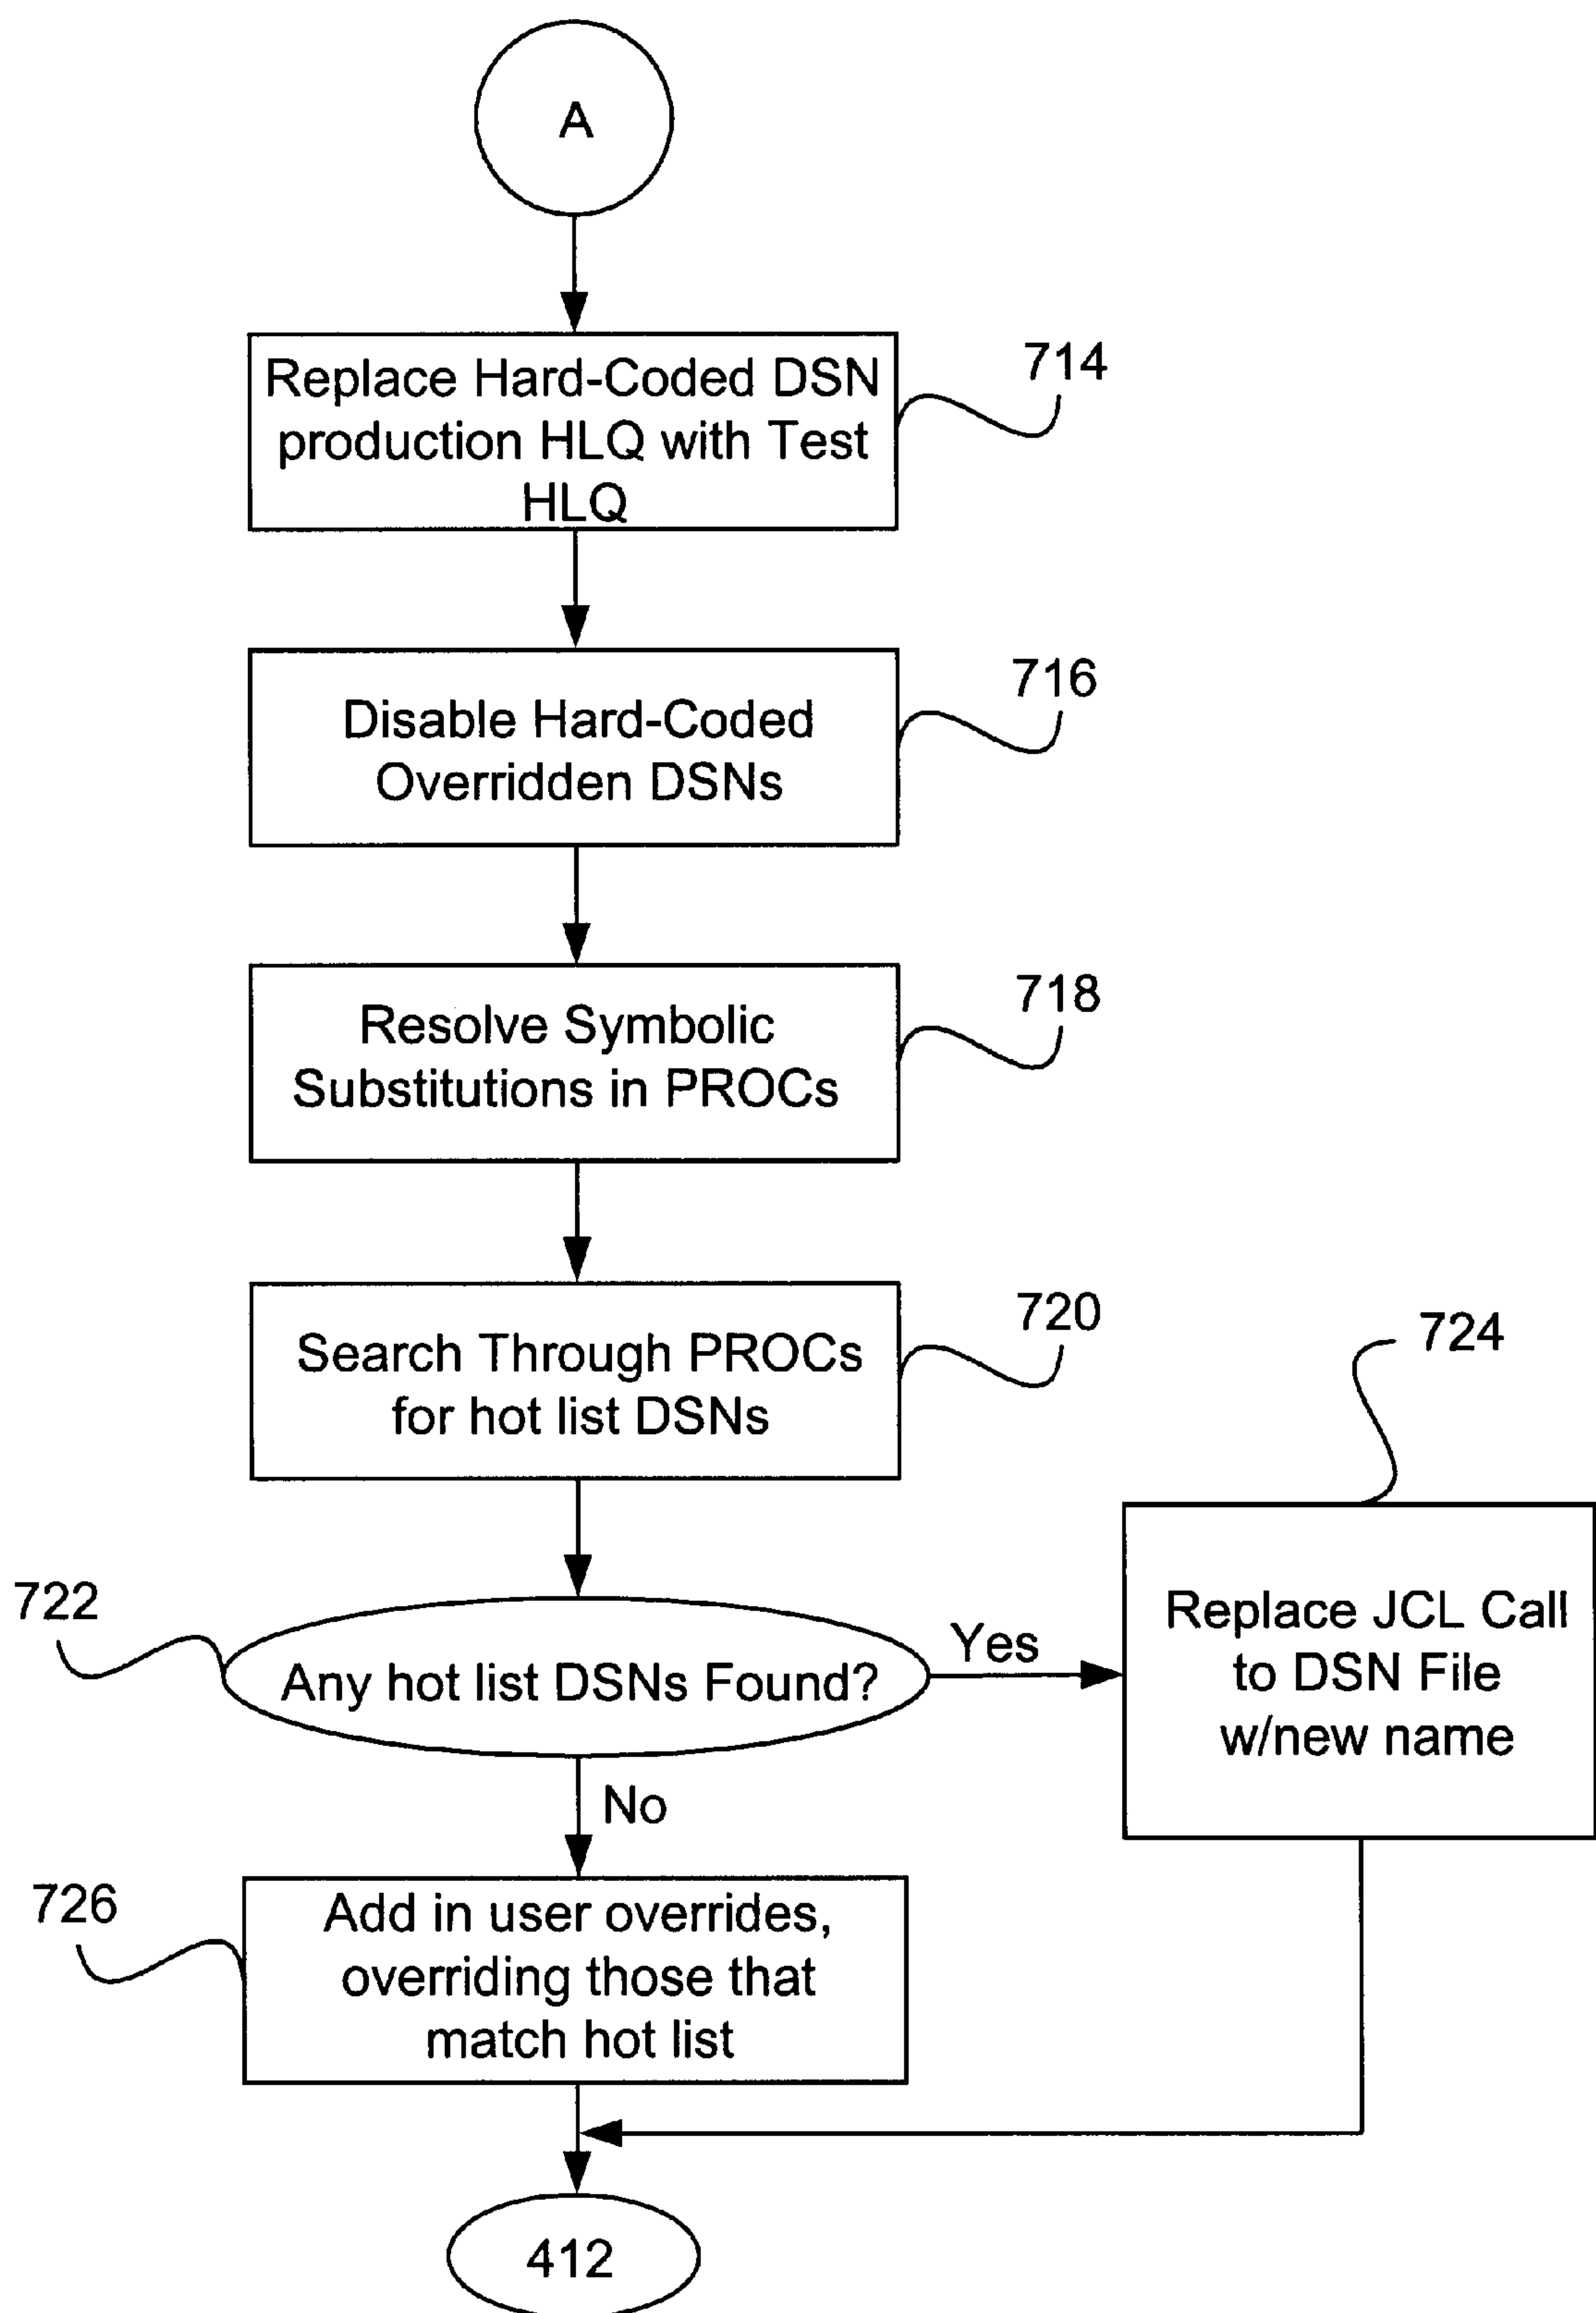 A
Replace Hard-Coded DSN
production HLQ with Test
HLQ
714
Disable Hard-Coded
Overridden DSNs
716
Resolve Symbolic
Substitutions in PROCs
718
Search Through PROCs
for hot list DSNs
720
722
Any hot list DSNs Found?
Yes
724
Replace JCL Call
to DSN File
w/new name
No
726
Add in user overrides,
overriding those that
match hot list
412